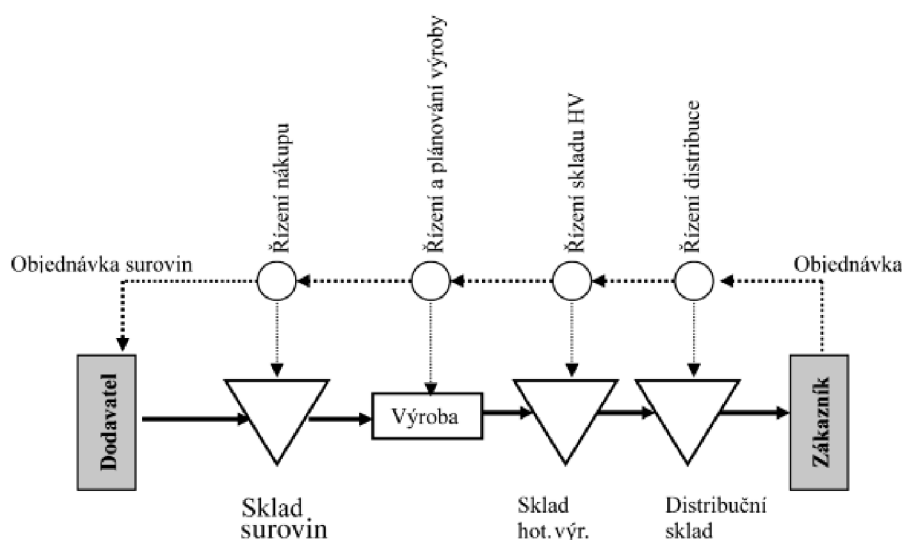 Řízení nákupu
Řízení a plánování výroby
Řízení skladu HV
Řízení distribuce
Objednávka surovin
Objednávka
Dodavatel
Výroba
Zákazník
Sklad
surovin
Sklad
hot. výr.
Distribuční
sklad